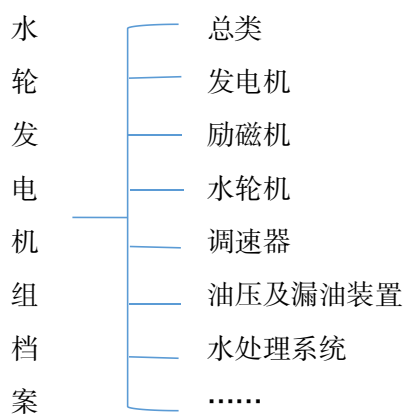 水轮发电机组档案
总类
发电机
励磁机
水轮机
调速器
油压及漏油装置
水处理系统
……